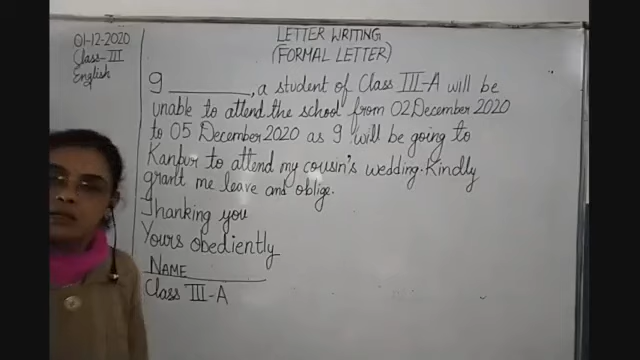 01-12-2020
Class-III
English
LETTER WRITING
(FORMAL LETTER)
I ________, a student of Class III-A will be
unable to attend the school from 02 December 2020
to 05 December 2020 as I will be going to
Kanpur to attend my cousin's wedding. Kindly
grant me leave and oblige.
Thanking you
Yours obediently
NAME________
Class III-A